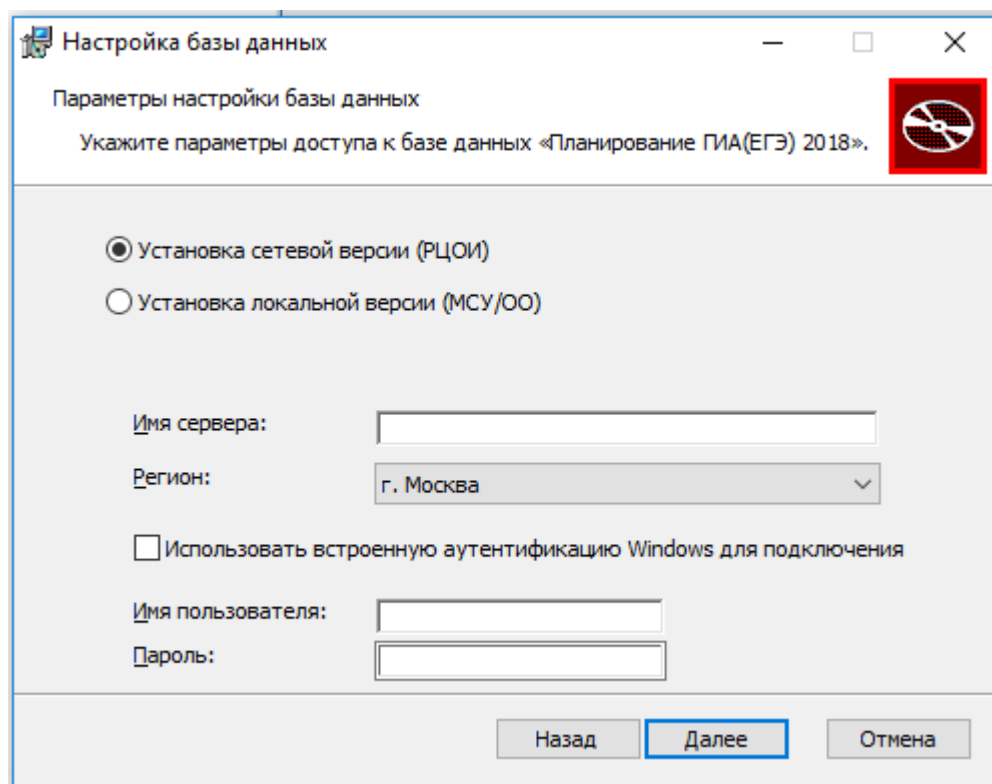 Настройка базы данных
Параметры настройки базы данных
Укажите параметры доступа к базе данных «Планирование ГИА(ЕГЭ) 2018».
Установка сетевой версии (РЦОИ)
Установка локальной версии (МСУ/ОО)
Имя сервера:
Регион:
г. Москва
Использовать встроенную аутентификацию Windows для подключения
Имя пользователя:
Пароль:
Назад
Далее
Отмена